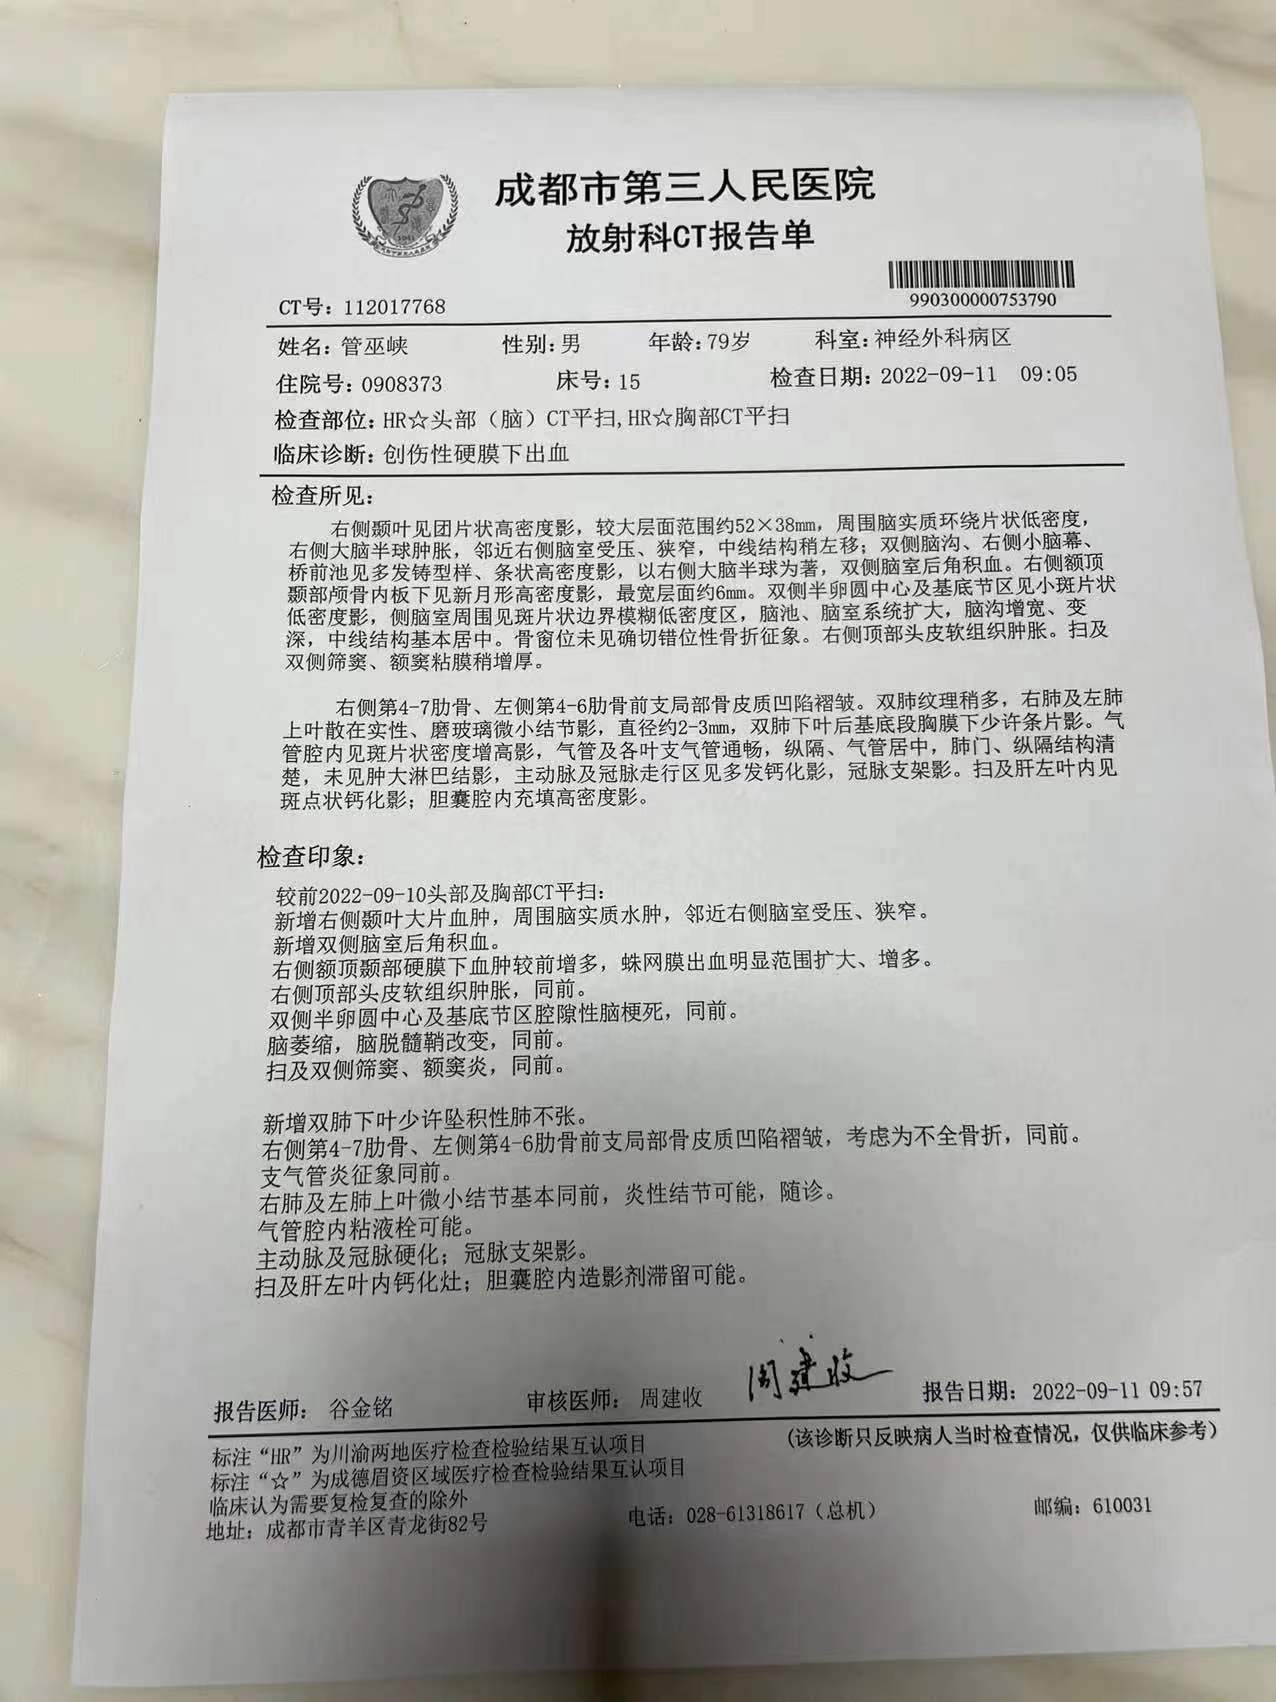 成都市第三人民医院
放射科CT报告单
990300000753790
CT号：112017768
姓名：管巫峡 性别：男 年龄：79岁 科室：神经外科病区
住院号：0908373 床号：15 检查日期：2022-09-11 09:05
检查部位：HR☆头部（脑）CT平扫,HR☆胸部CT平扫
临床诊断：创伤性硬膜下出血
检查所见：
右侧颞叶见团片状高密度影，较大层面范围约52×38mm，周围脑实质环绕片状低密度，
右侧大脑半球肿胀，邻近右侧脑室受压、狭窄，中线结构稍左移；双侧脑沟、右侧小脑幕、
桥前池见多发铸型样、条状高密度影，以右侧大脑半球为著，双侧脑室后角积血。右侧额顶
颞部颅骨内板下见新月形高密度影，最宽层面约6mm。双侧半卵圆中心及基底节区见小斑片状
低密度影，侧脑室周围见斑片状边界模糊低密度区，脑池、脑室系统扩大，脑沟增宽、变
深，中线结构基本居中。骨窗位未见确切错位性骨折征象。右侧顶部头皮软组织肿胀。扫及
双侧筛窦、额窦粘膜稍增厚。
右侧第4-7肋骨、左侧第4-6肋骨前支局部骨皮质凹陷褶皱。双肺纹理稍多，右肺及左肺
上叶散在实性、磨玻璃微小结节影，直径约2-3mm，双肺下叶后基底段胸膜下少许条片影。气
管腔内见斑片状密度增高影，气管及各叶支气管通畅，纵隔、气管居中，肺门、纵隔结构清
楚，未见肿大淋巴结影，主动脉及冠脉走行区见多发钙化影，冠脉支架影。扫及肝左叶内见
斑点状钙化影；胆囊腔内充填高密度影。
检查印象：
较前2022-09-10头部及胸部CT平扫：
新增右侧颞叶大片血肿，周围脑实质水肿，邻近右侧脑室受压、狭窄。
新增双侧脑室后角积血。
右侧额顶颞部硬膜下血肿较前增多，蛛网膜出血明显范围扩大、增多。
右侧顶部头皮软组织肿胀，同前。
双侧半卵圆中心及基底节区腔隙性脑梗死，同前。
脑萎缩，脑脱髓鞘改变，同前。
扫及双侧筛窦、额窦炎，同前。
新增双肺下叶少许坠积性肺不张。
右侧第4-7肋骨、左侧第4-6肋骨前支局部骨皮质凹陷褶皱，考虑为不全骨折，同前。
支气管炎征象同前。
右肺及左肺上叶微小结节基本同前，炎性结节可能，随诊。
气管腔内粘液栓可能。
主动脉及冠脉硬化；冠脉支架影。
扫及肝左叶内钙化灶；胆囊腔内造影剂滞留可能。
报告医师：谷金铭 审核医师：周建收 周建收 报告日期：2022-09-11 09:57
标注“HR”为川渝两地医疗检查检验结果互认项目 (该诊断只反映病人当时检查情况，仅供临床参考)
标注“☆”为成德眉资区域医疗检查检验结果互认项目
临床认为需要复检复查的除外
地址：成都市青羊区青龙街82号 电话：028-61318617（总机） 邮编：610031